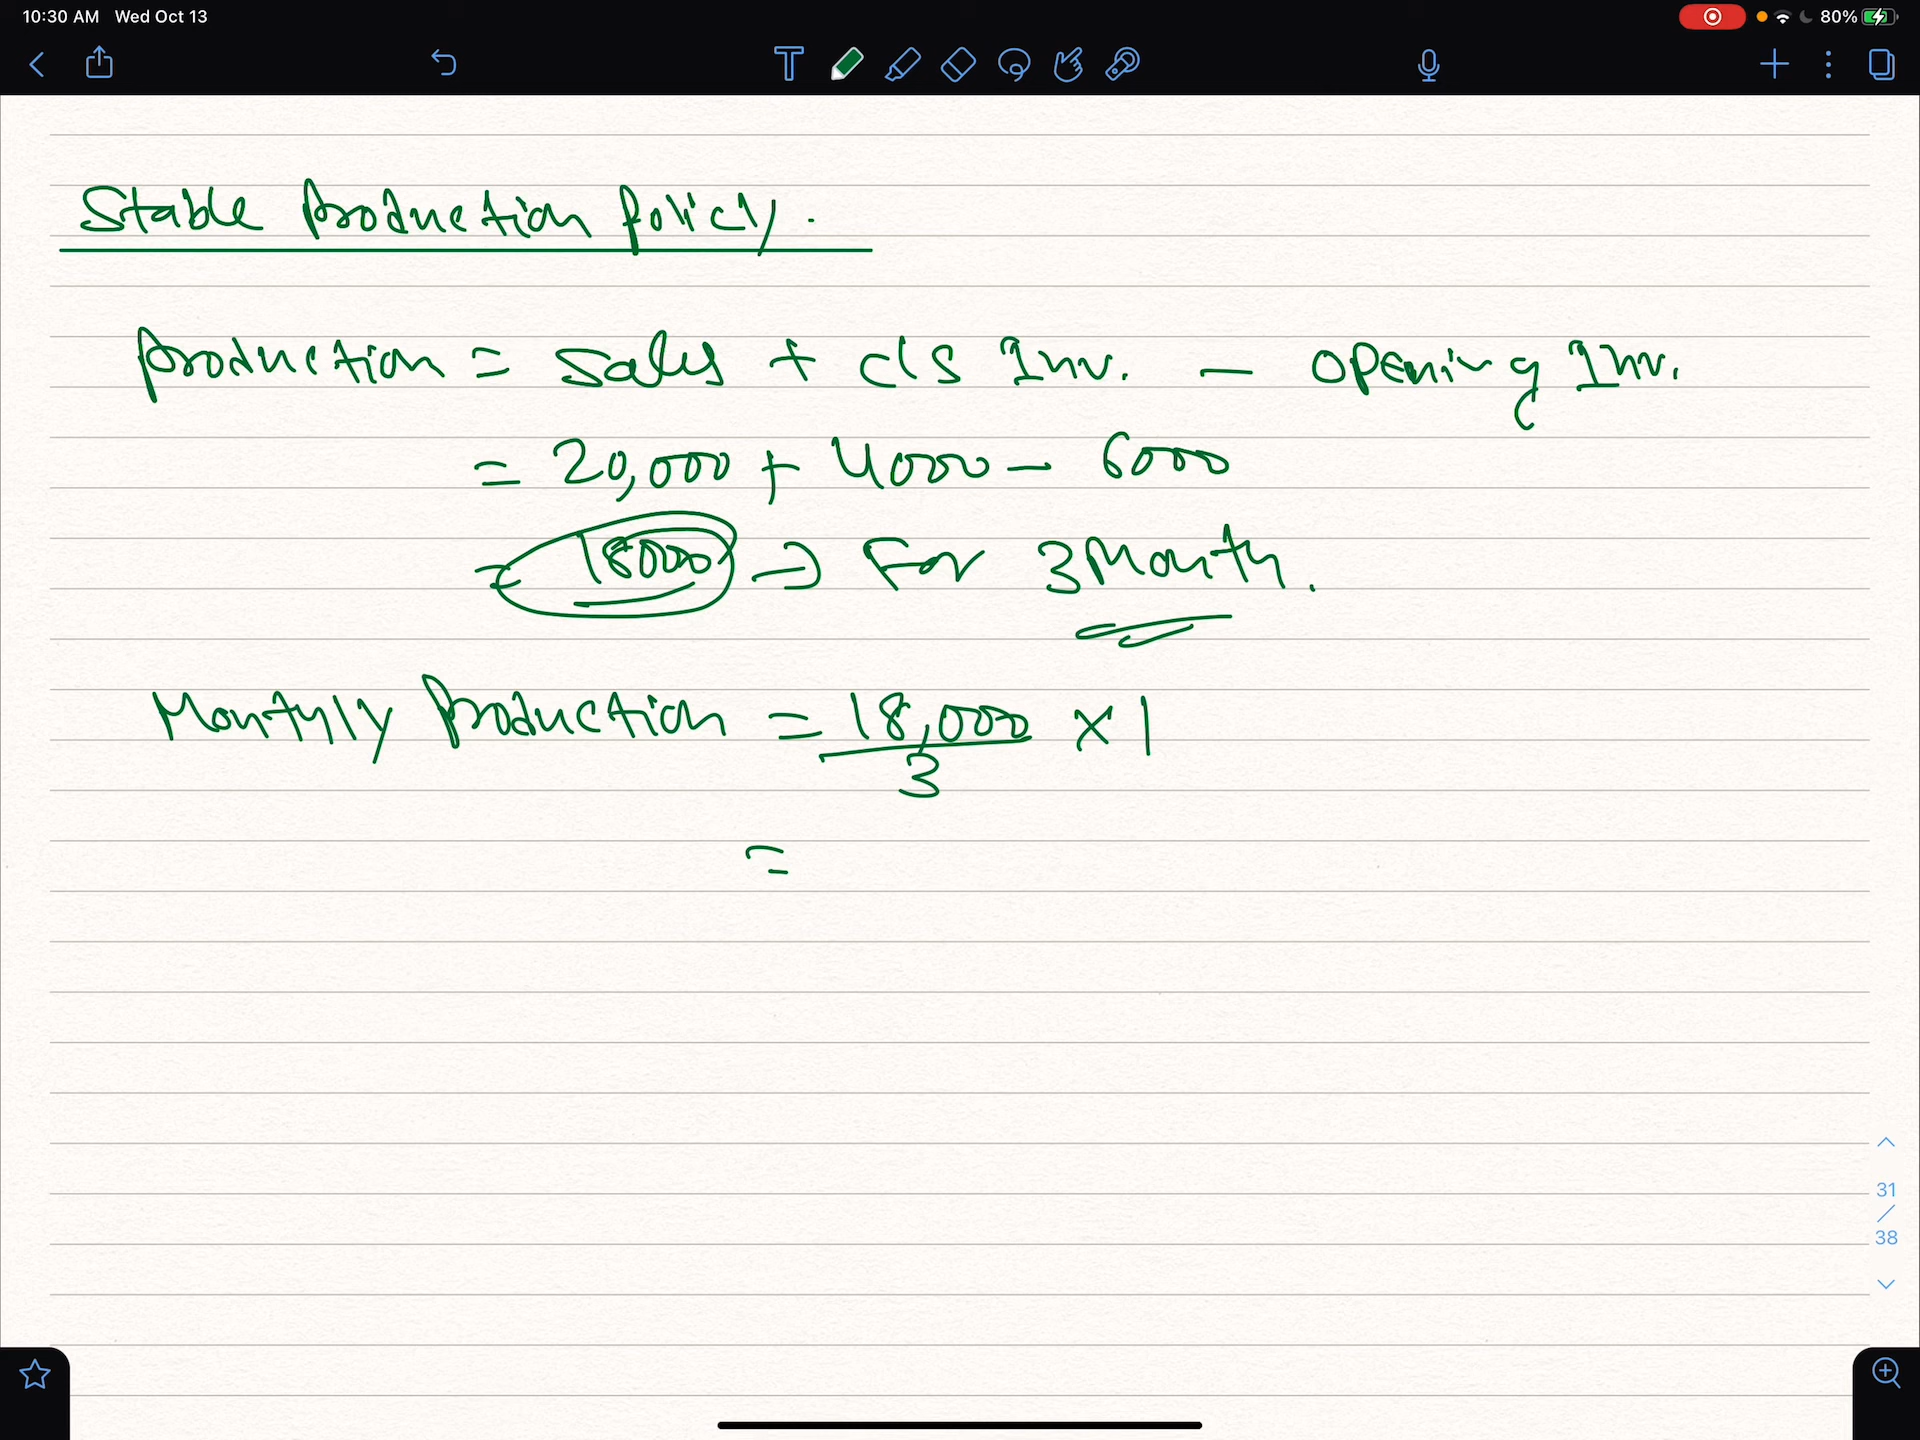 10:30 AM Wed Oct 13
80%
T
Stable Production Policy.
Production = Sales + cls Inv. - opening Inv.
= 20,000 + 4000 - 6000
= 18000 → For 3 Month.
Monthly Production = 18,000 × 1
3
=
31
/
38